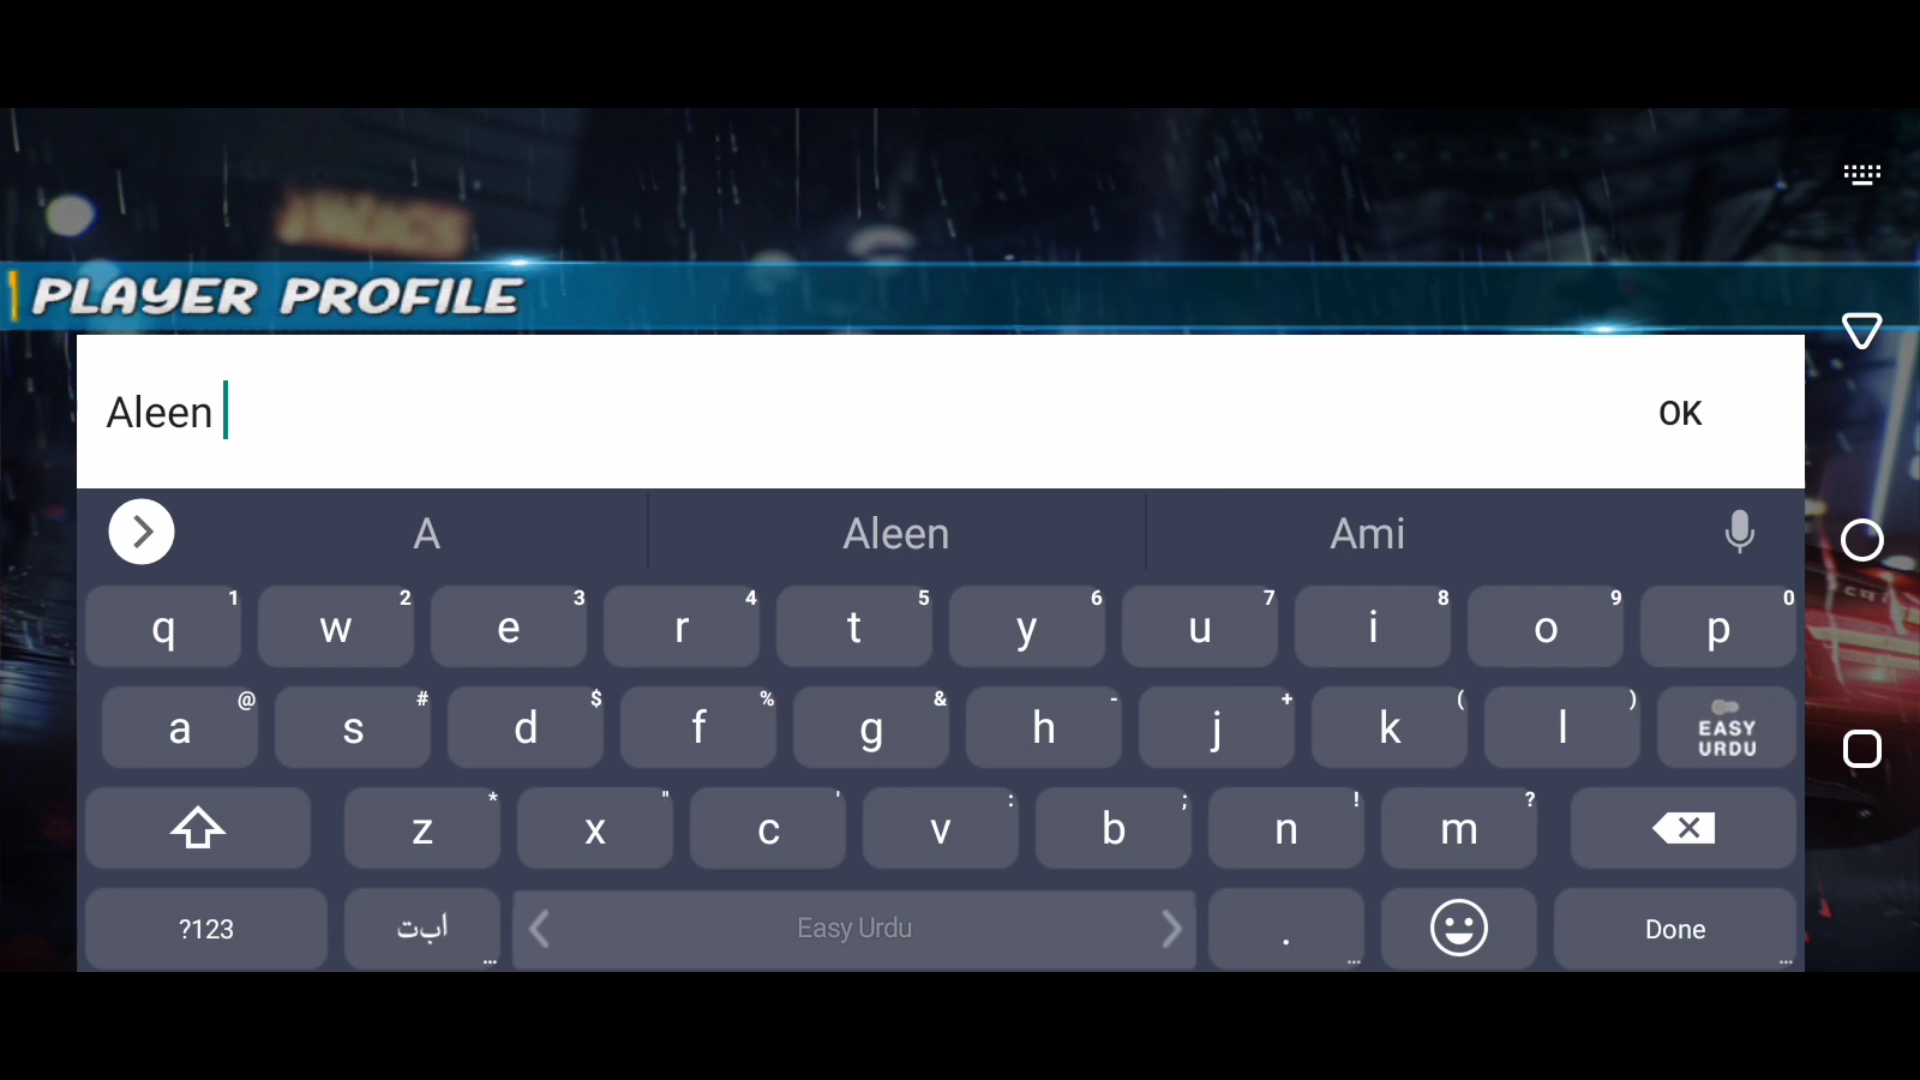 PLAYER PROFILE
Aleen
OK
A Aleen Ami
1 2 3 4 5 6 7 8 9 0
q w e r t y u i o p
@ # $ % & - + ( )
a s d f g h j k l EASY URDU
* " ' : ; ! ?
z x c v b n m
?123 ابت Easy Urdu . Done